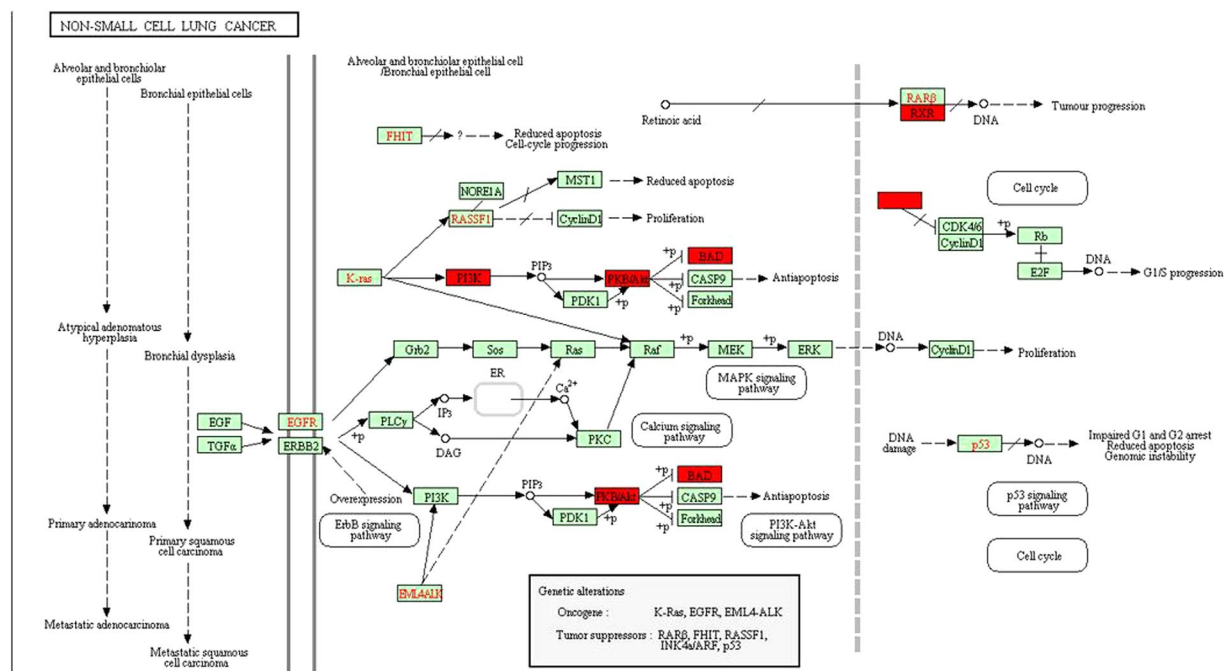 NON-SMALL CELL LUNG CANCER
Alveolar and bronchiolar
epithelial cells
Bronchial epithelial cells
Atypical adenomatous
hyperplasia
Bronchial dysplasia
Primary adenocarinoma
Primary squamous
cell carcinoma
Metastatic adenocarcinoma
Metastatic squamous
cell carcinoma
Alveolar and bronchiolar epithelial cell
/Bronchial epithelial cell
Retinoic acid
RARβ
RXR
DNA
Tumour progression
FHIT
?
Reduced apoptosis
Cell-cycle progression
NORE1A
MST1
Reduced apoptosis
RASSF1
CyclinD1
Proliferation
Cell cycle
CDK4/6
CyclinD1
+p
Rb
E2F
DNA
G1/S progression
K-ras
PI3K
PIP3
PKB/Akt
PDK1
+p
+p
BAD
+p
CASP9
+p
Forkhead
Antiapoptosis
Grb2
Sos
Ras
Raf
+p
MEK
+p
ERK
DNA
CyclinD1
Proliferation
MAPK signaling
pathway
ER
IP3
Ca2+
EGF
TGFα
EGFR
ERBB2
+p
PLCγ
DAG
PKC
Calcium signaling
pathway
DNA
damage
p53
DNA
Impaired G1 and G2 arrest
Reduced apoptosis
Genomic instability
Overexpression
ErbB signaling
pathway
PI3K
PIP3
PKB/Akt
PDK1
+p
+p
BAD
+p
CASP9
+p
Forkhead
Antiapoptosis
PI3K-Akt
signaling pathway
p53 signaling
pathway
Cell cycle
EML4ALK
Genetic alterations
Oncogene : K-Ras, EGFR, EML4-ALK
Tumor suppressors : RARβ, FHIT, RASSF1,
INK4a/ARF, p53